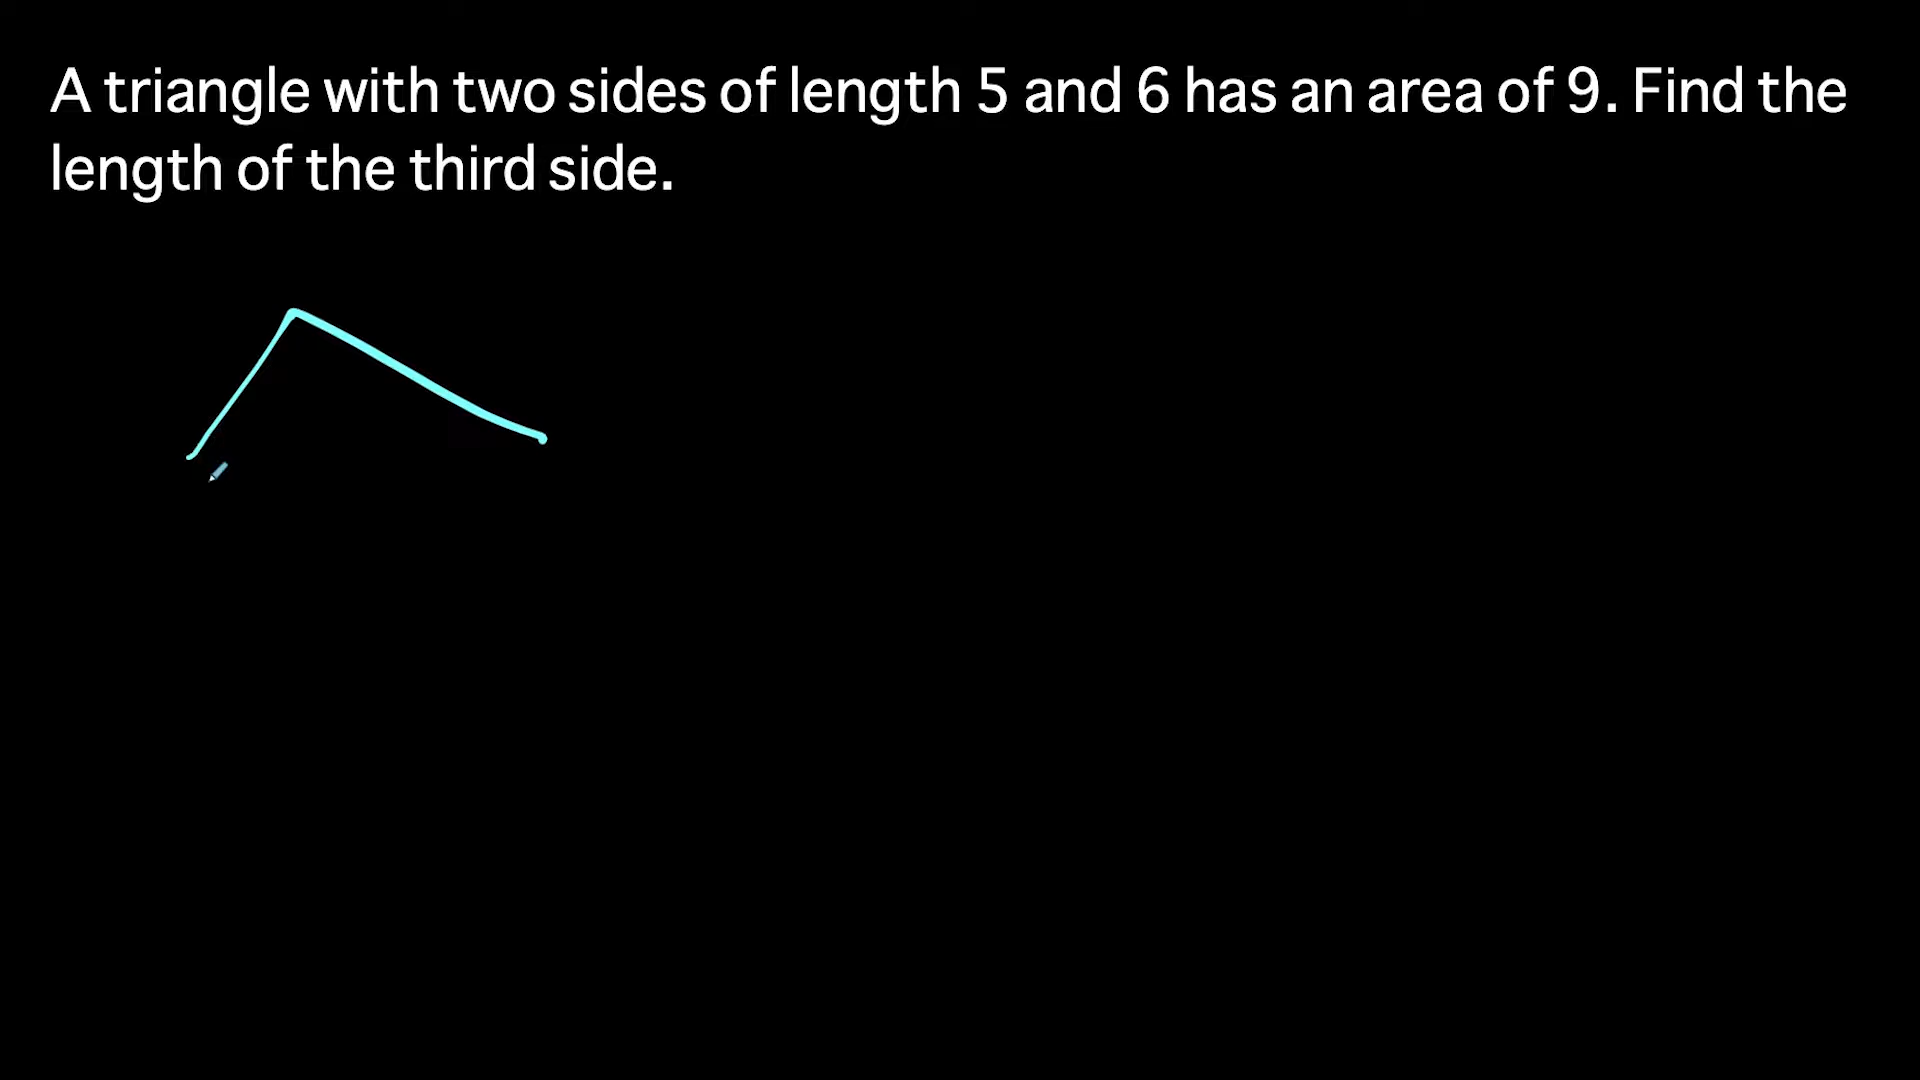 A triangle with two sides of length 5 and 6 has an area of 9. Find the
length of the third side.